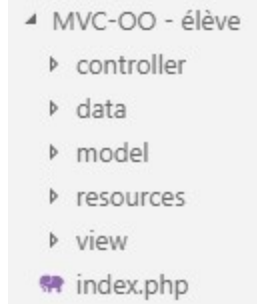 MVC-OO - élève
controller
data
model
resources
view
index.php